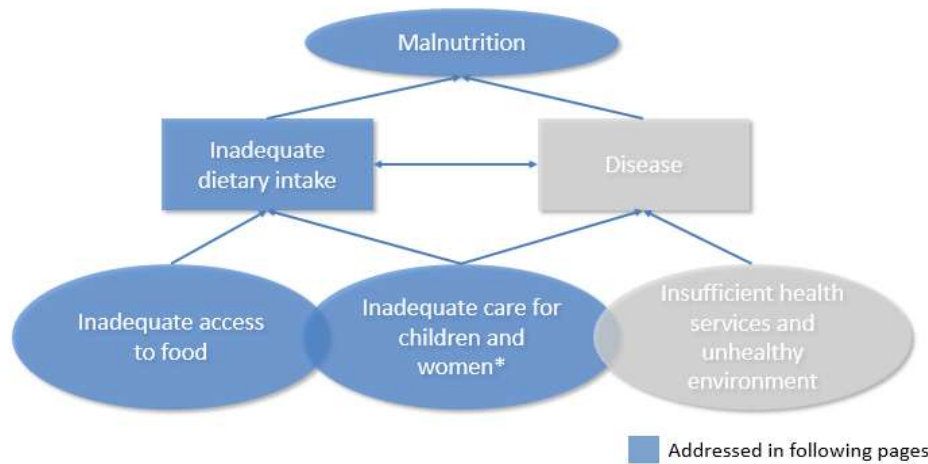 Malnutrition
Inadequate
dietary intake
Disease
Inadequate access
to food
Inadequate care for
children and
women*
Insufficient health
services and
unhealthy
environment
Addressed in following pages